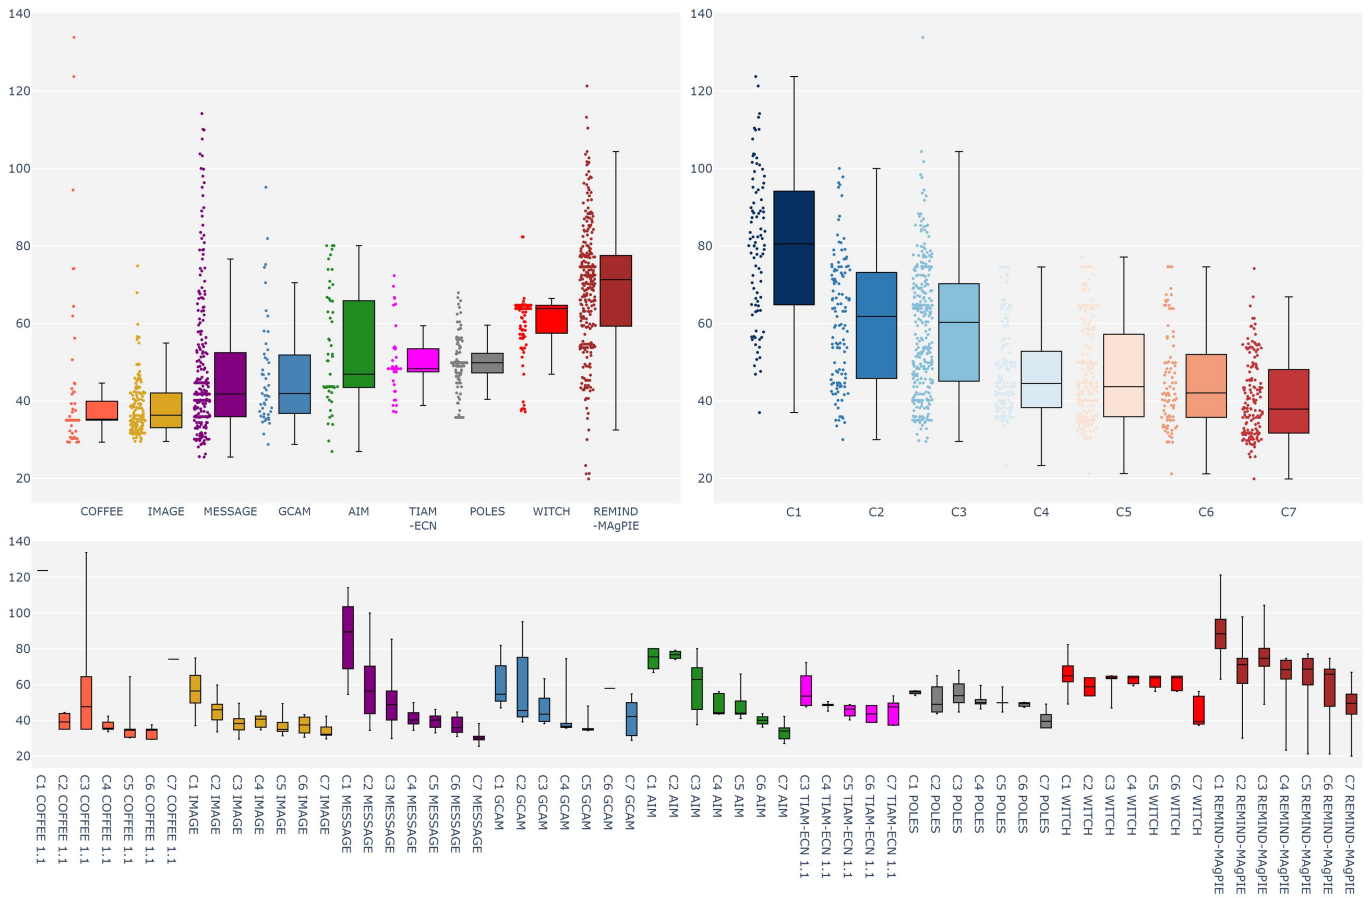 140
120
100
80
60
40
20
COFFEE
IMAGE
MESSAGE
GCAM
AIM
TIAM
-ECN
POLES
WITCH
REMIND
-MAgPIE
140
120
100
80
60
40
20
C1
C2
C3
C4
C5
C6
C7
140
120
100
80
60
40
20
C1 COFFEE 1.1
C2 COFFEE 1.1
C3 COFFEE 1.1
C4 COFFEE 1.1
C5 COFFEE 1.1
C6 COFFEE 1.1
C7 COFFEE 1.1
C1 IMAGE
C2 IMAGE
C3 IMAGE
C4 IMAGE
C5 IMAGE
C6 IMAGE
C7 IMAGE
C1 MESSAGE
C2 MESSAGE
C3 MESSAGE
C4 MESSAGE
C5 MESSAGE
C6 MESSAGE
C7 MESSAGE
C1 GCAM
C2 GCAM
C3 GCAM
C4 GCAM
C5 GCAM
C6 GCAM
C7 GCAM
C1 AIM
C2 AIM
C3 AIM
C4 AIM
C5 AIM
C6 AIM
C7 AIM
C3 TIAM-ECN 1.1
C4 TIAM-ECN 1.1
C5 TIAM-ECN 1.1
C6 TIAM-ECN 1.1
C7 TIAM-ECN 1.1
C1 POLES
C2 POLES
C3 POLES
C4 POLES
C5 POLES
C6 POLES
C7 POLES
C1 WITCH
C2 WITCH
C3 WITCH
C4 WITCH
C5 WITCH
C6 WITCH
C7 WITCH
C1 REMIND-MAgPIE
C2 REMIND-MAgPIE
C3 REMIND-MAgPIE
C4 REMIND-MAgPIE
C5 REMIND-MAgPIE
C6 REMIND-MAgPIE
C7 REMIND-MAgPIE